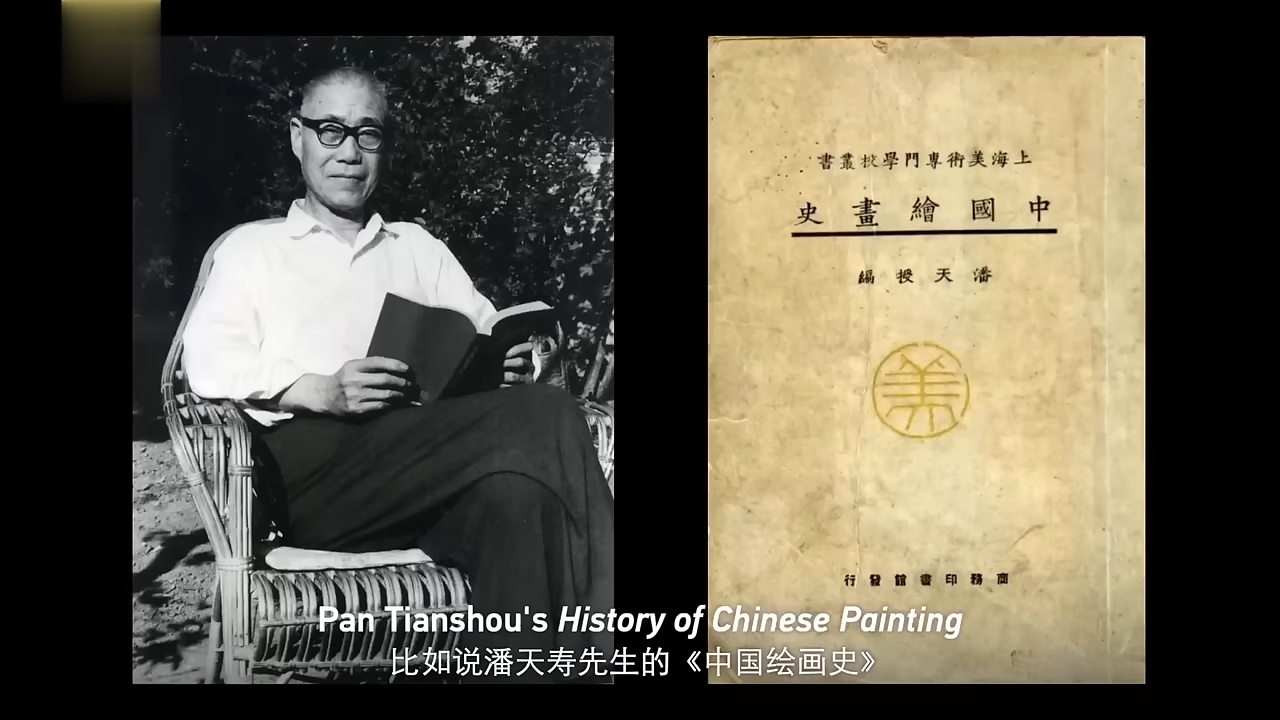 上海美術專門學校叢書
中國繪畫史
潘天授編
美
商務印書館發行
Pan Tianshou's History of Chinese Painting
比如说潘天寿先生的《中国绘画史》